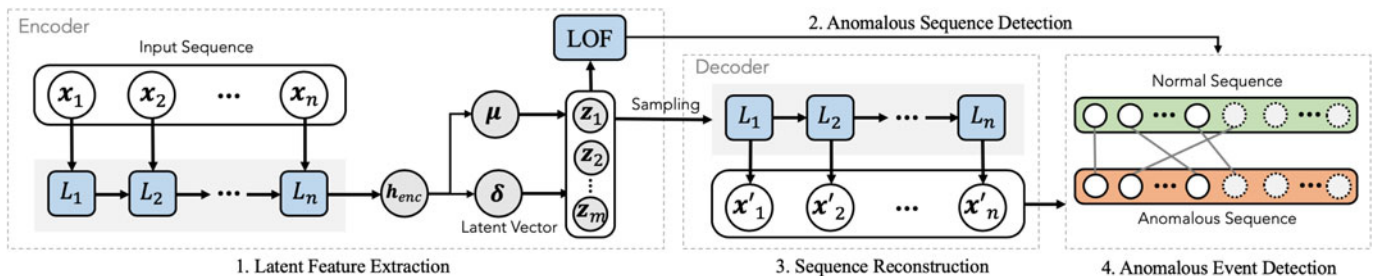 Encoder
Input Sequence
x₁ x₂ ... xₙ
L₁ L₂ ... Lₙ
h_enc
μ
δ
Latent Vector
LOF
z₁
z₂
z_m
1. Latent Feature Extraction
2. Anomalous Sequence Detection
Sampling
Decoder
L₁ L₂ ... Lₙ
x'₁ x'₂ ... x'ₙ
3. Sequence Reconstruction
Normal Sequence
Anomalous Sequence
4. Anomalous Event Detection